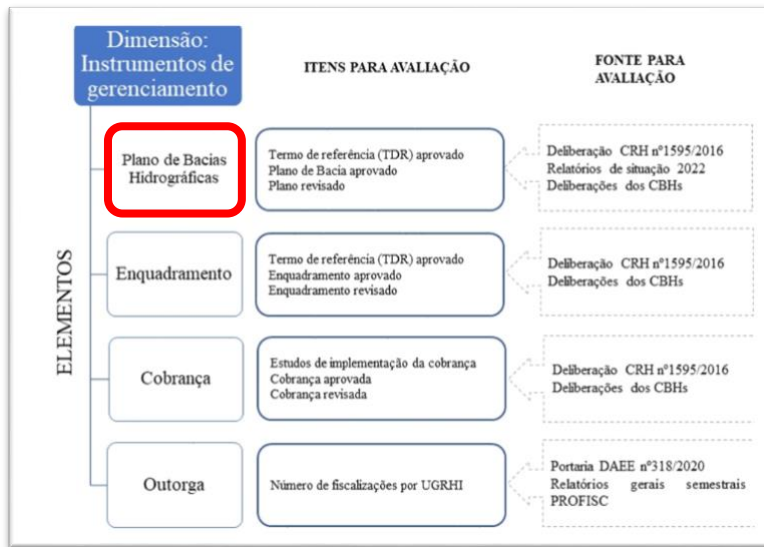 Dimensão:
Instrumentos de
gerenciamento
ITENS PARA AVALIAÇÃO
FONTE PARA
AVALIAÇÃO
ELEMENTOS
Plano de Bacias
Hidrográficas
Termo de referência (TDR) aprovado
Plano de Bacia aprovado
Plano revisado
Deliberação CRH nº1595/2016
Relatórios de situação 2022
Deliberações dos CBHs
Enquadramento
Termo de referência (TDR) aprovado
Enquadramento aprovado
Enquadramento revisado
Deliberação CRH nº1595/2016
Deliberações dos CBHs
Cobrança
Estudos de implementação da cobrança
Cobrança aprovada
Cobrança revisada
Deliberação CRH nº1595/2016
Deliberações dos CBHs
Outorga
Número de fiscalizações por UGRHI
Portaria DAEE nº318/2020
Relatórios gerais semestrais
PROFISC